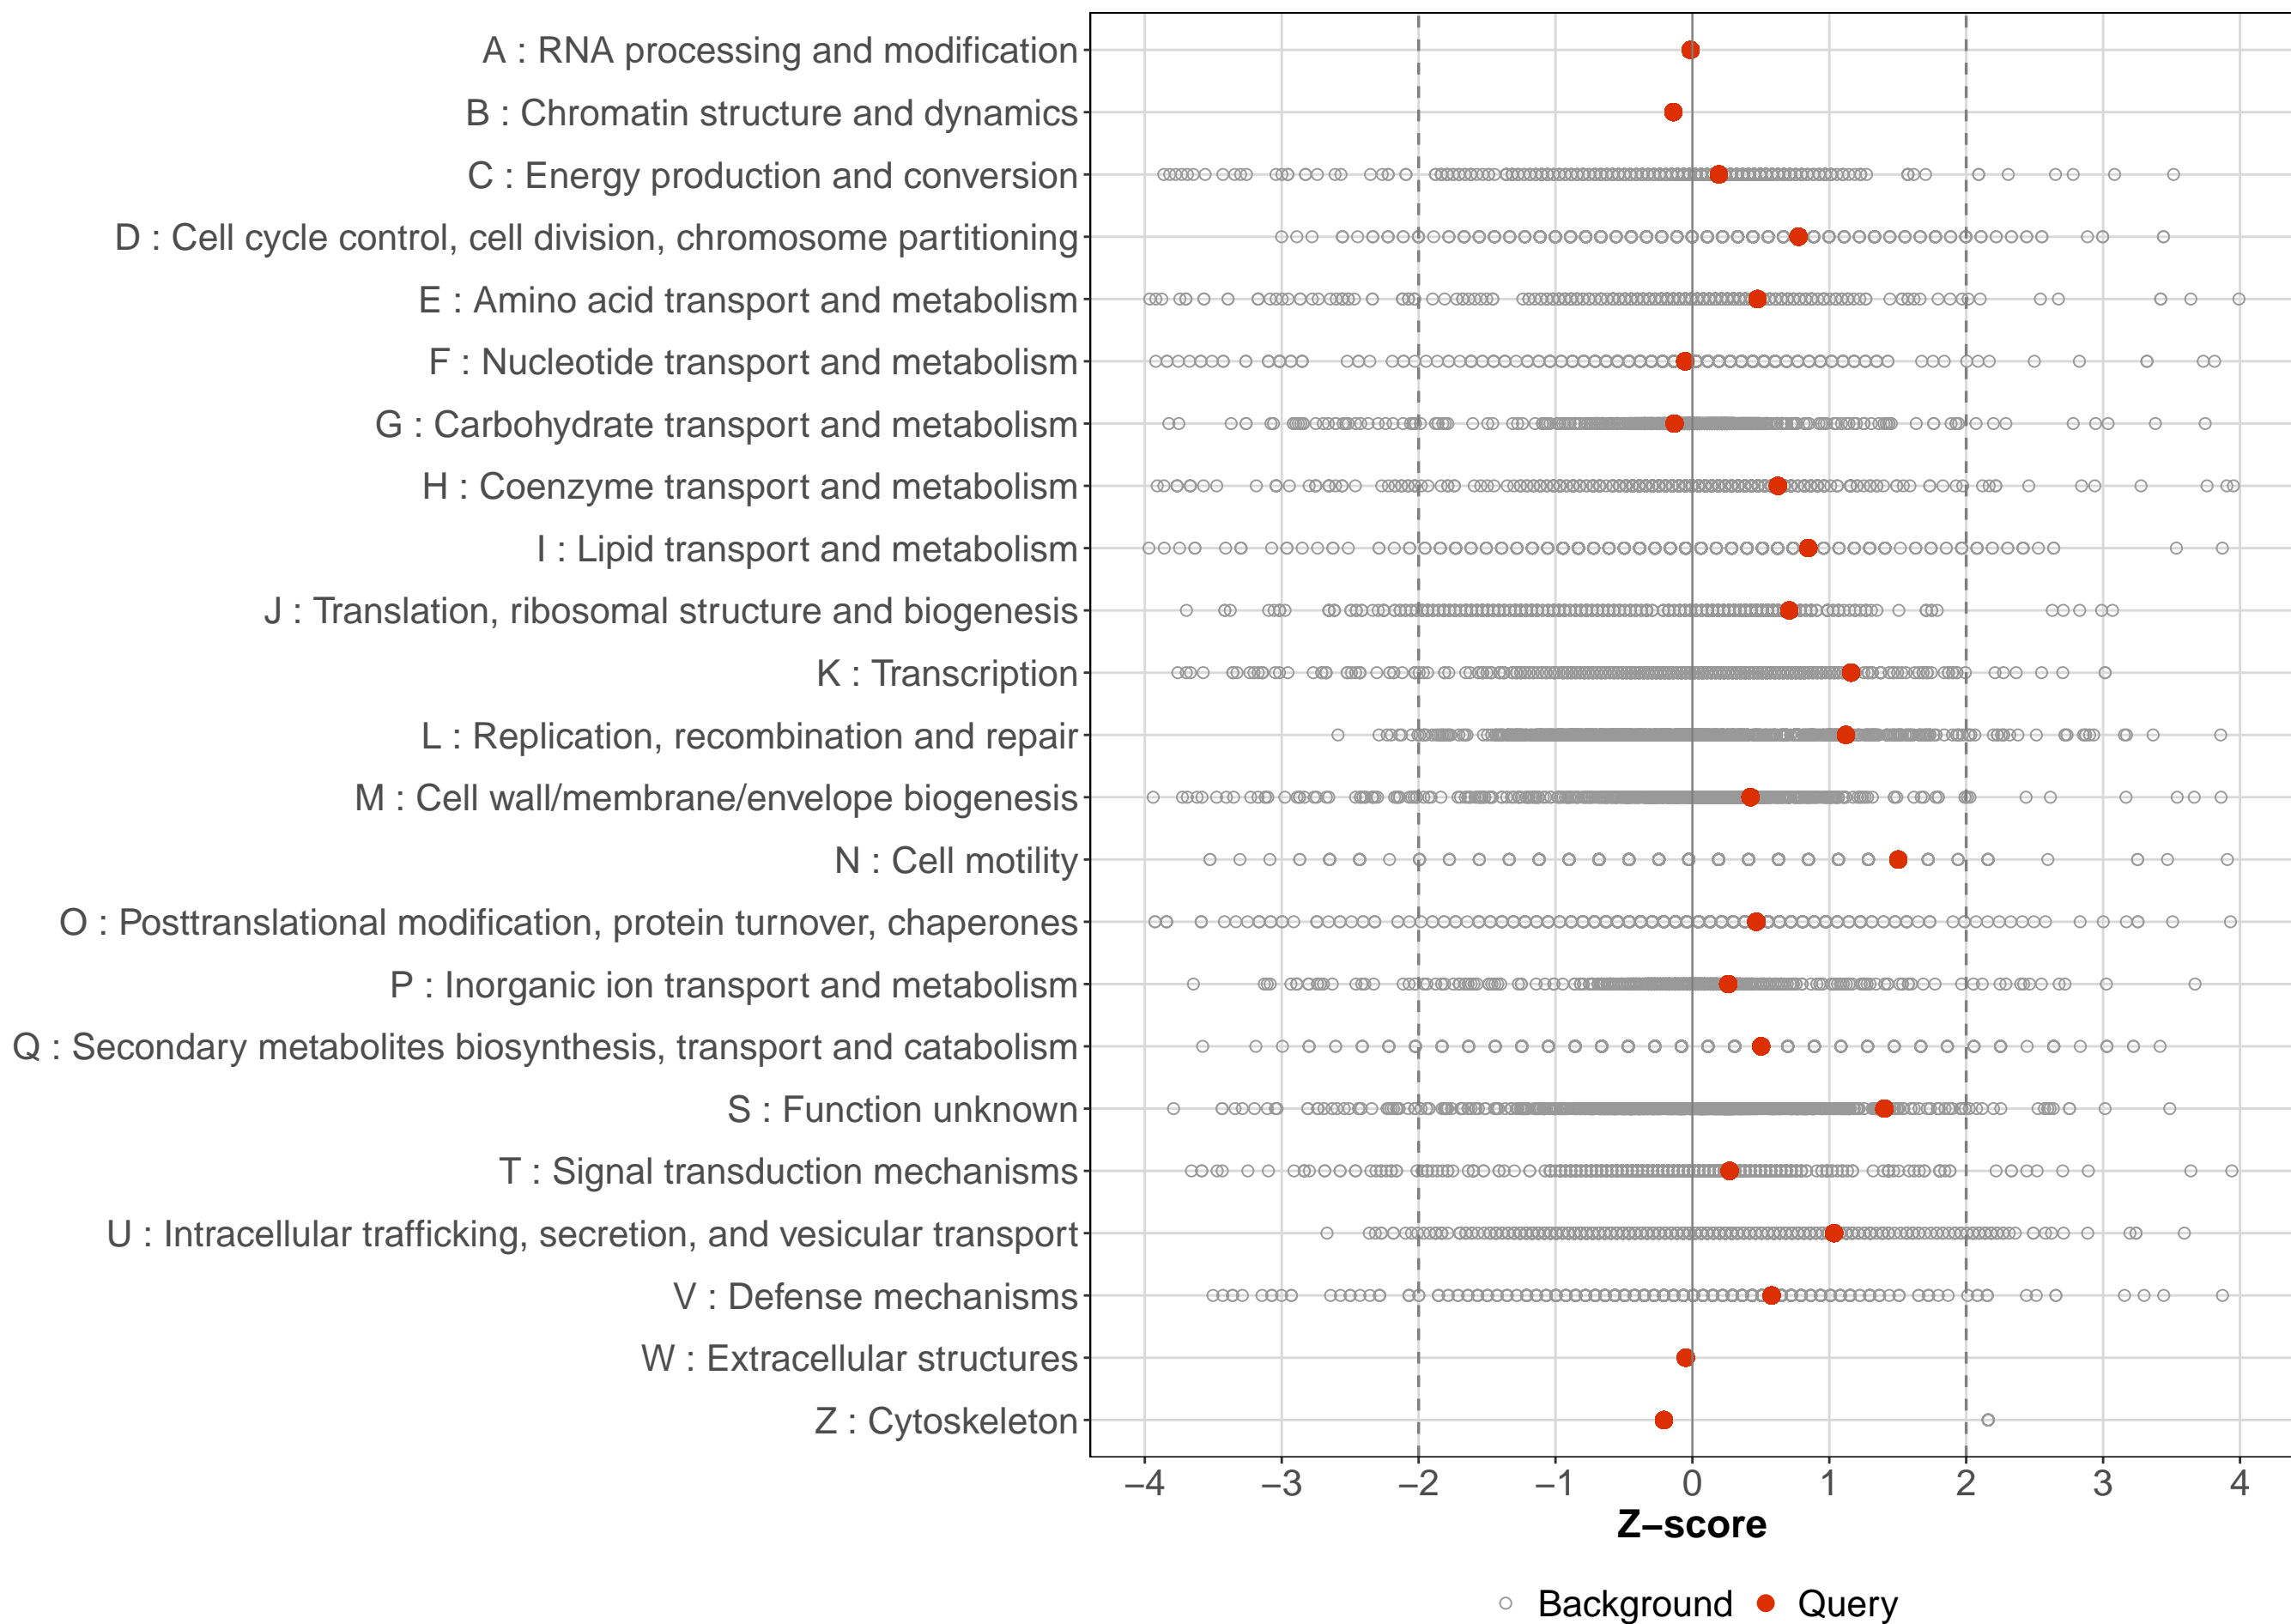 A : RNA processing and modification
B : Chromatin structure and dynamics
C : Energy production and conversion
D : Cell cycle control, cell division, chromosome partitioning
E : Amino acid transport and metabolism
F : Nucleotide transport and metabolism
G : Carbohydrate transport and metabolism
H : Coenzyme transport and metabolism
I : Lipid transport and metabolism
J : Translation, ribosomal structure and biogenesis
K : Transcription
L : Replication, recombination and repair
M : Cell wall/membrane/envelope biogenesis
N : Cell motility
O : Posttranslational modification, protein turnover, chaperones
P : Inorganic ion transport and metabolism
Q : Secondary metabolites biosynthesis, transport and catabolism
S : Function unknown
T : Signal transduction mechanisms
U : Intracellular trafficking, secretion, and vesicular transport
V : Defense mechanisms
W : Extracellular structures
Z : Cytoskeleton
−4 −3 −2 −1 0 1 2 3 4
Z−score
Background Query